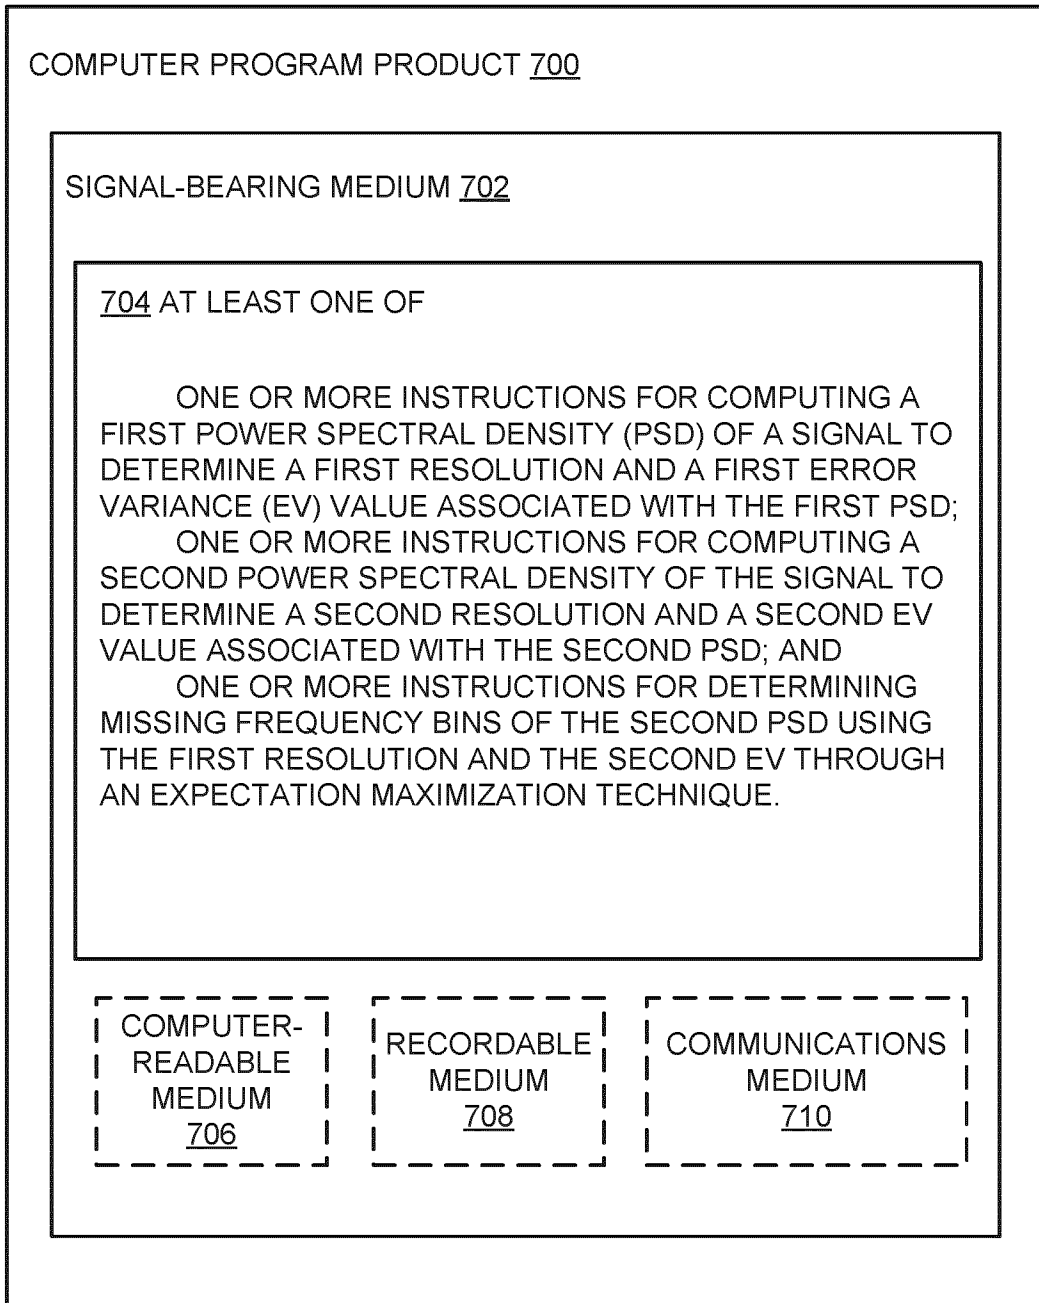 COMPUTER PROGRAM PRODUCT 700
SIGNAL-BEARING MEDIUM 702
704 AT LEAST ONE OF
ONE OR MORE INSTRUCTIONS FOR COMPUTING A
FIRST POWER SPECTRAL DENSITY (PSD) OF A SIGNAL TO
DETERMINE A FIRST RESOLUTION AND A FIRST ERROR
VARIANCE (EV) VALUE ASSOCIATED WITH THE FIRST PSD;
ONE OR MORE INSTRUCTIONS FOR COMPUTING A
SECOND POWER SPECTRAL DENSITY OF THE SIGNAL TO
DETERMINE A SECOND RESOLUTION AND A SECOND EV
VALUE ASSOCIATED WITH THE SECOND PSD; AND
ONE OR MORE INSTRUCTIONS FOR DETERMINING
MISSING FREQUENCY BINS OF THE SECOND PSD USING
THE FIRST RESOLUTION AND THE SECOND EV THROUGH
AN EXPECTATION MAXIMIZATION TECHNIQUE.
COMPUTER-
READABLE
MEDIUM
706
RECORDABLE
MEDIUM
708
COMMUNICATIONS
MEDIUM
710